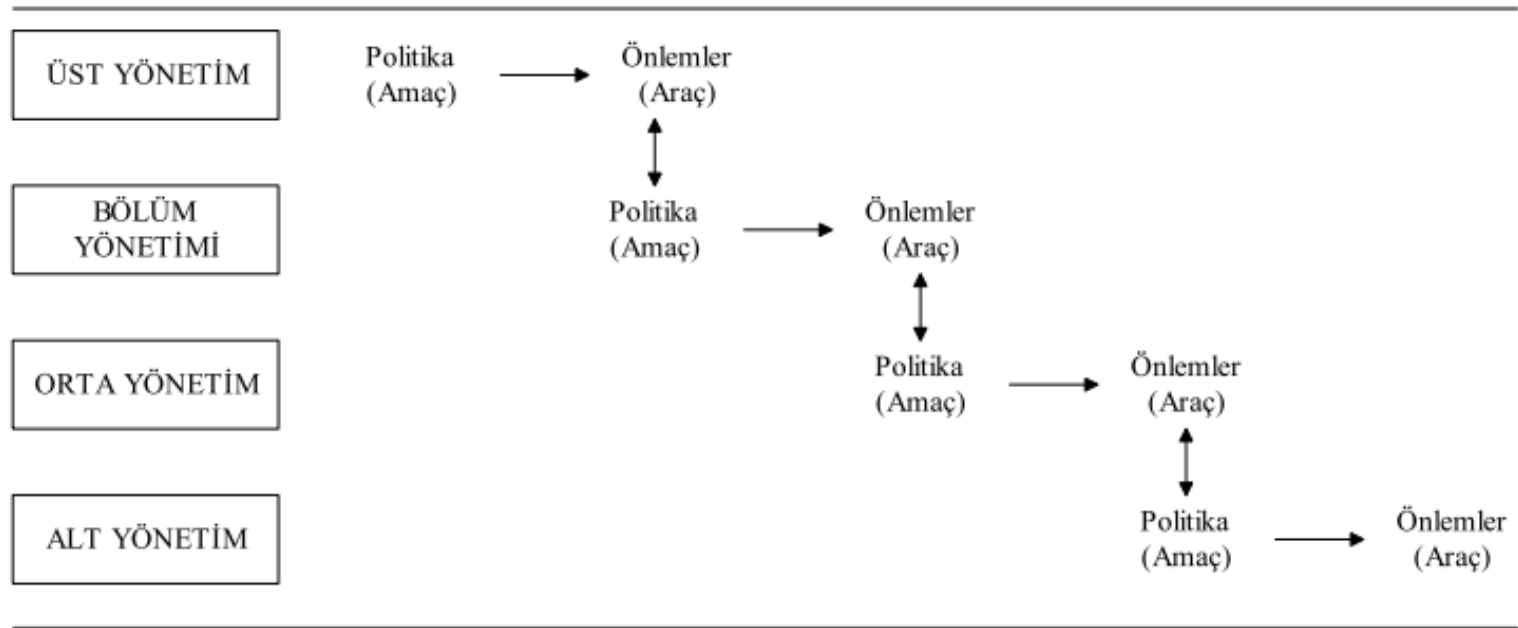 ÜST YÖNETİM
Politika
(Amaç)
Önlemler
(Araç)
BÖLÜM
YÖNETİMİ
Politika
(Amaç)
Önlemler
(Araç)
ORTA YÖNETİM
Politika
(Amaç)
Önlemler
(Araç)
ALT YÖNETİM
Politika
(Amaç)
Önlemler
(Araç)